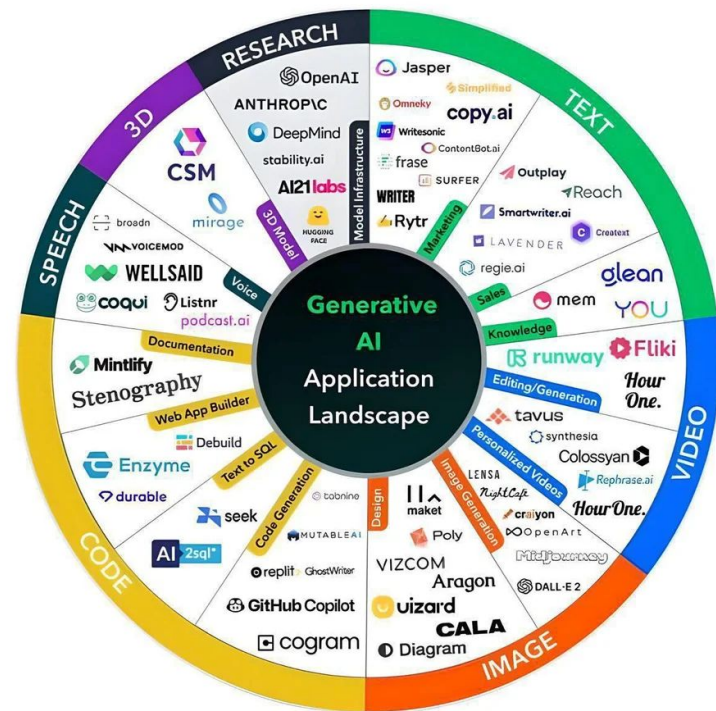 Generative
AI
Application
Landscape
RESEARCH
Model Infrastructure
OpenAI
ANTHROP\C
DeepMind
stability.ai
AI21labs
HUGGING
FACE
TEXT
Marketing
Jasper
Simplified
Omneky
copy.ai
WS
Writesonic
ContentBot.ai
frase
SURFER
WRITER
Rytr
Sales
Outplay
Reach
Smartwriter.ai
C
Creatext
LAVENDER
regie.ai
Knowledge
glean
mem
YOU
VIDEO
Editing/Generation
runway
Fliki
Hour
One.
Personalized Videos
tavus
synthesia
Colossyan
Rephrase.ai
Hour One.
IMAGE
Image Generation
LENSA
NightCafe
craiyon
OpenArt
Midjourney
DALL·E 2
Design
maket
Poly
VIZCOM
Aragon
uizard
CALA
Diagram
CODE
Code Generation
tabnine
MUTABLEAI
replit GhostWriter
GitHub Copilot
cogram
Text to SQL
seek
AI 2sql*
Web App Builder
Debuild
Enzyme
durable
Documentation
Mintlify
Stenography
SPEECH
Voice
broadn
VOICEMOD
WELLSAID
coqui
Listnr
podcast.ai
3D
3D Model
CSM
mirage